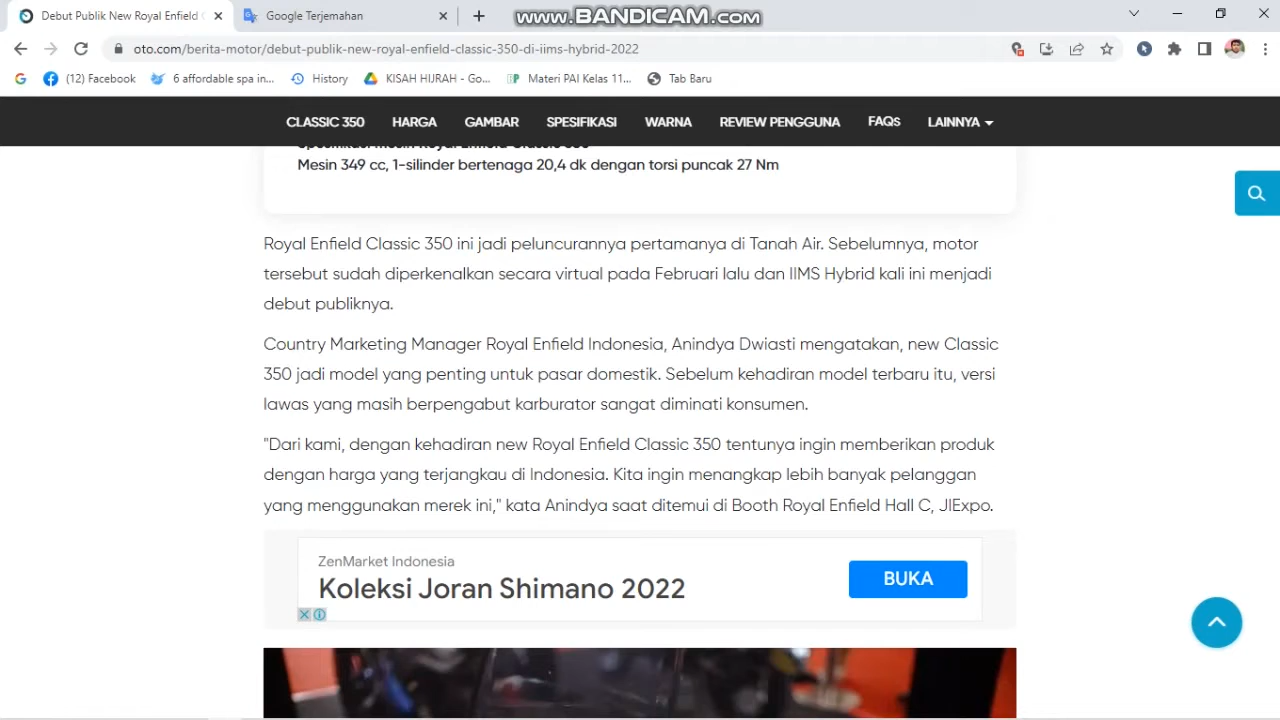 Debut Publik New Royal Enfield C
Google Terjemahan
www.BANDICAM.com
oto.com/berita-motor/debut-publik-new-royal-enfield-classic-350-di-iims-hybrid-2022
(12) Facebook
6 affordable spa in...
History
KISAH HIJRAH - Go...
Materi PAI Kelas 11...
Tab Baru
CLASSIC 350
HARGA
GAMBAR
SPESIFIKASI
WARNA
REVIEW PENGGUNA
FAQs
LAINNYA
Spesifikasi mesin Royal Enfield Classic 350
Mesin 349 cc, 1-silinder bertenaga 20,4 dk dengan torsi puncak 27 Nm
Royal Enfield Classic 350 ini jadi peluncurannya pertamanya di Tanah Air. Sebelumnya, motor
tersebut sudah diperkenalkan secara virtual pada Februari lalu dan IIMS Hybrid kali ini menjadi
debut publiknya.
Country Marketing Manager Royal Enfield Indonesia, Anindya Dwiasti mengatakan, new Classic
350 jadi model yang penting untuk pasar domestik. Sebelum kehadiran model terbaru itu, versi
lawas yang masih berpengabut karburator sangat diminati konsumen.
"Dari kami, dengan kehadiran new Royal Enfield Classic 350 tentunya ingin memberikan produk
dengan harga yang terjangkau di Indonesia. Kita ingin menangkap lebih banyak pelanggan
yang menggunakan merek ini," kata Anindya saat ditemui di Booth Royal Enfield Hall C, JIExpo.
ZenMarket Indonesia
Koleksi Joran Shimano 2022
BUKA